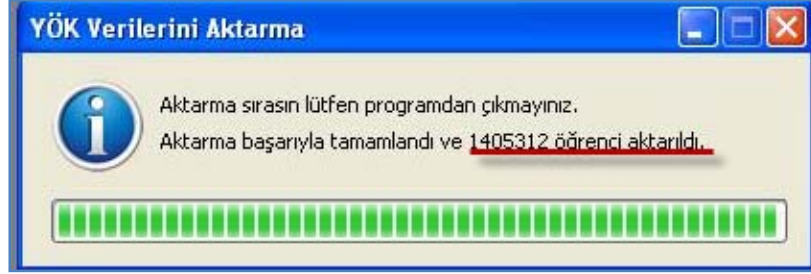 YÖK Verilerini Aktarma
Aktarma sırasın lütfen programdan çıkmayınız.
Aktarma başarıyla tamamlandı ve 1405312 öğrenci aktarıldı.